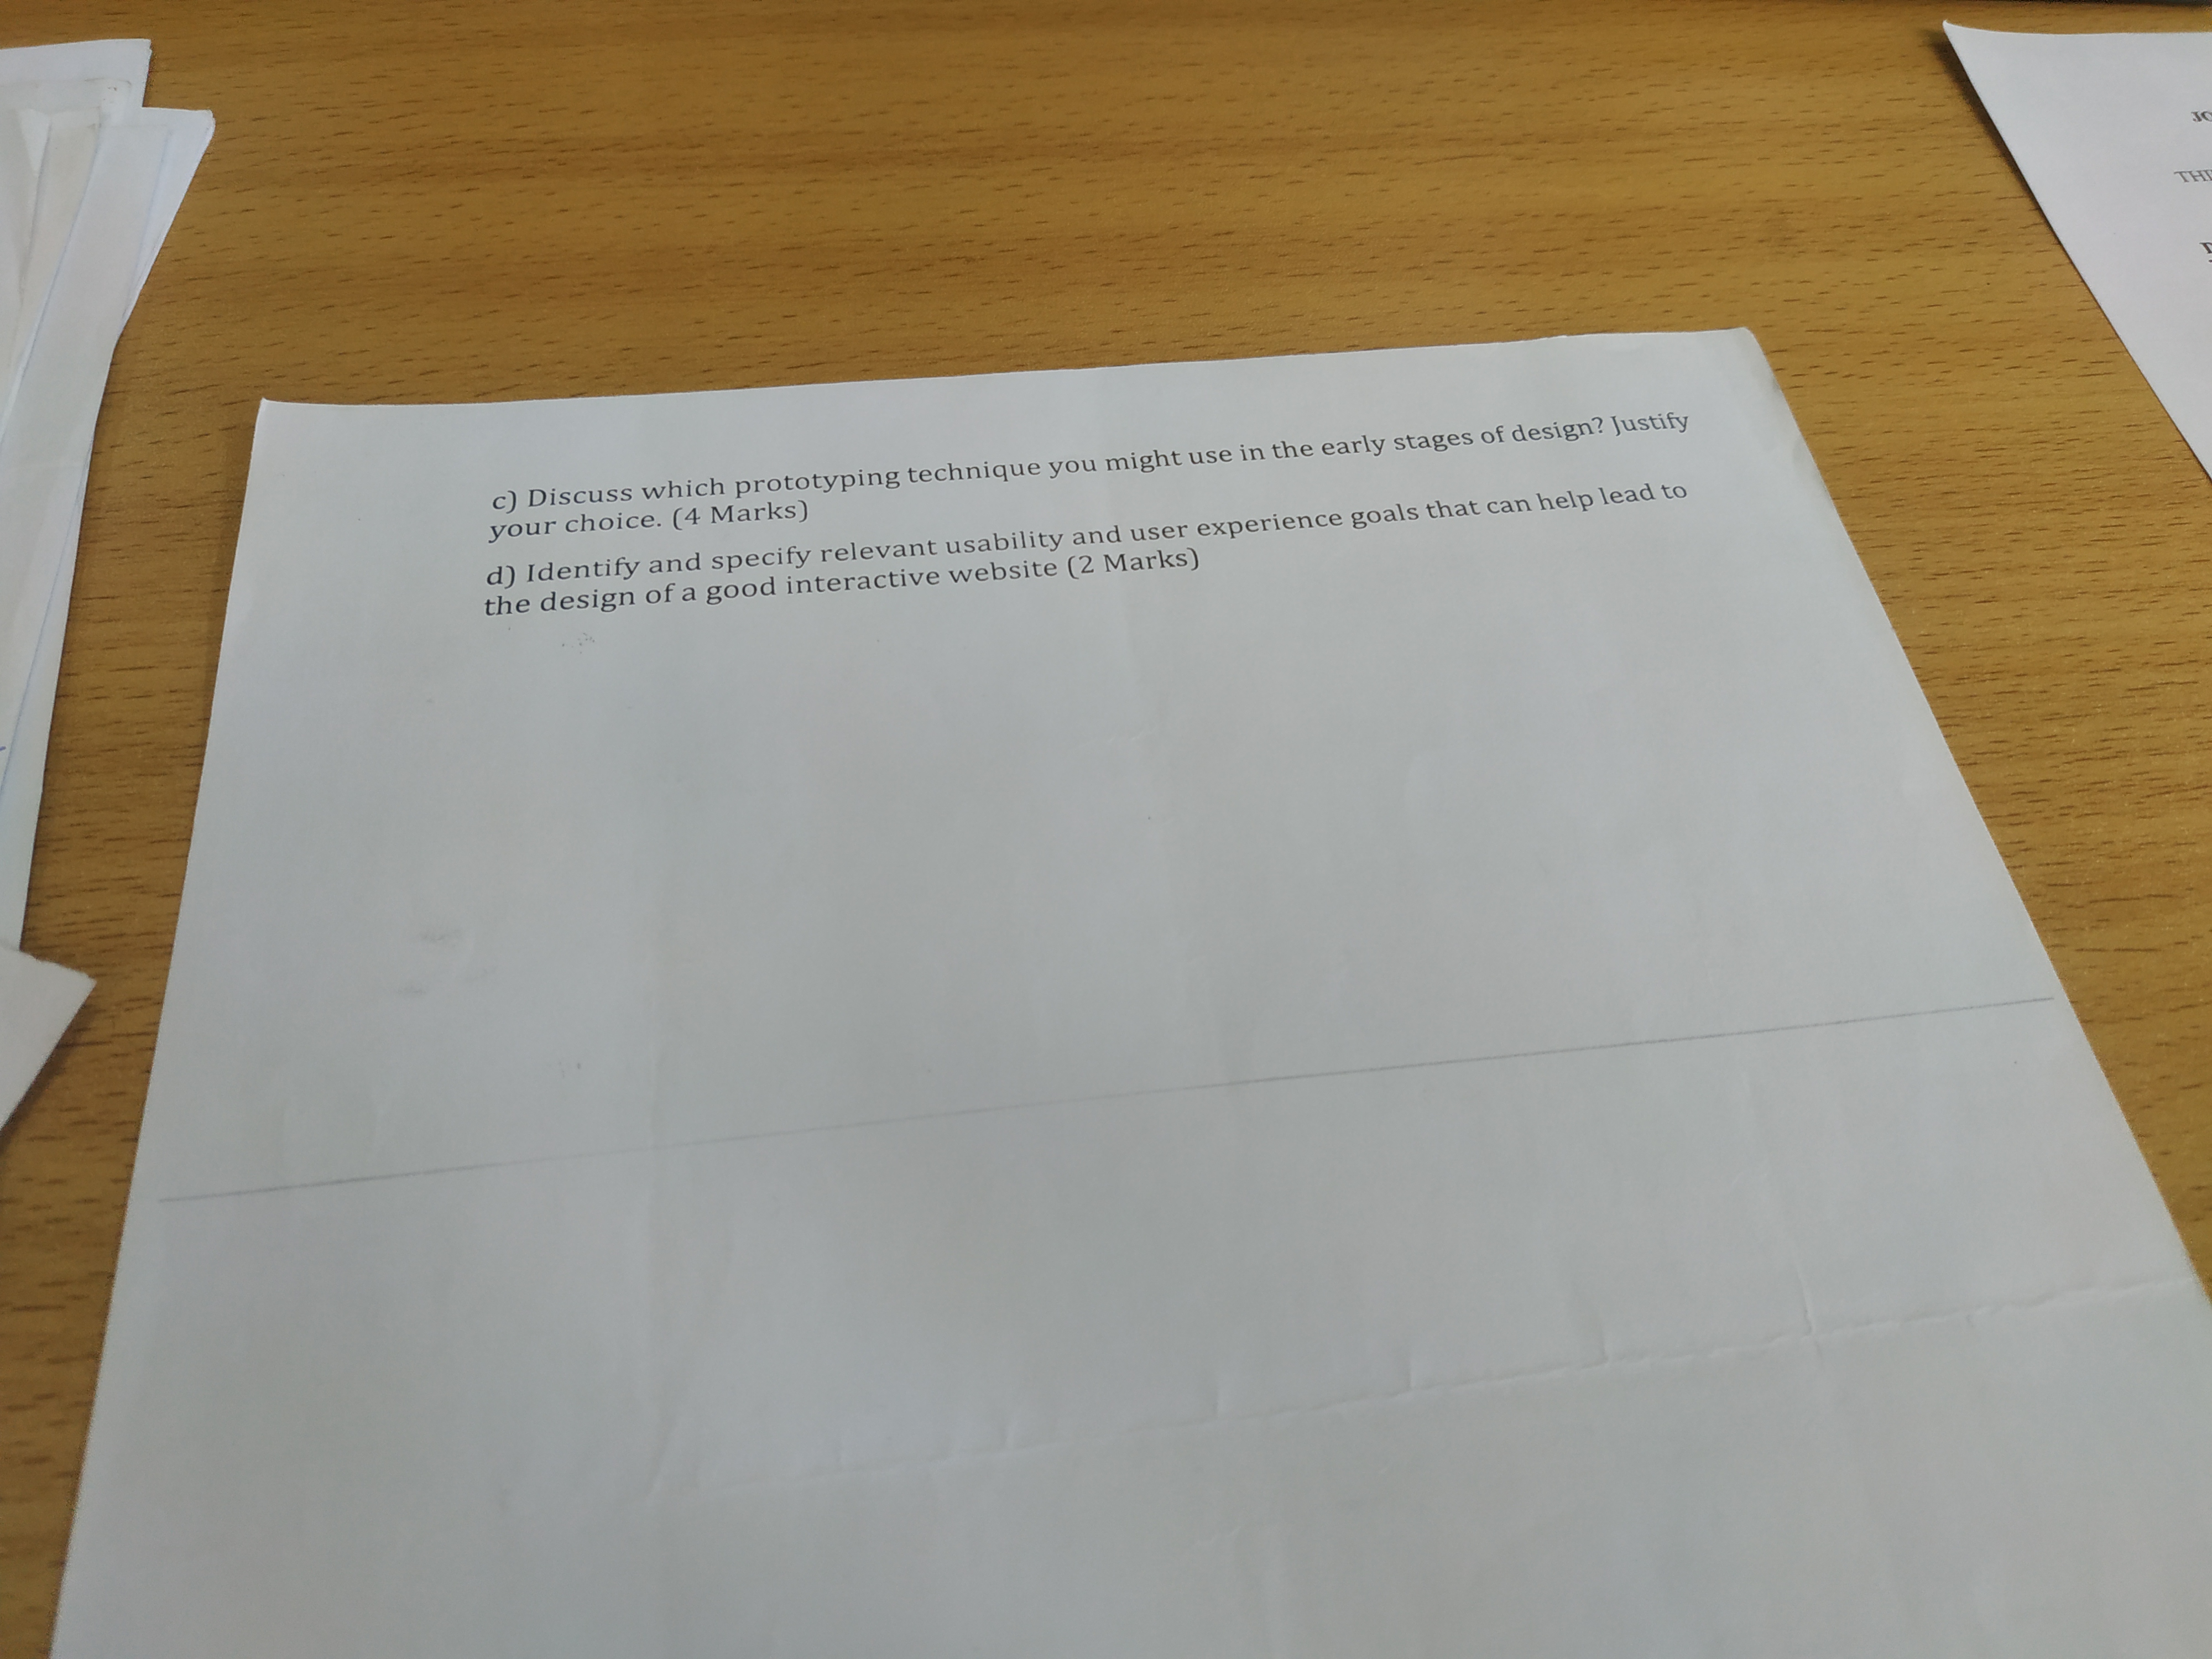 c) Discuss which prototyping technique you might use in the early stages of design? Justify
your choice. (4 Marks)
d) Identify and specify relevant usability and user experience goals that can help lead to
the design of a good interactive website (2 Marks)
JO
THI